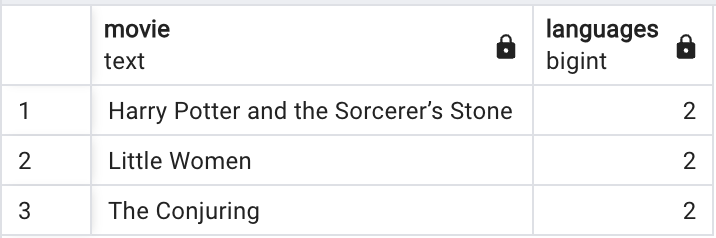 movie languages
text bigint
1 Harry Potter and the Sorcerer’s Stone 2
2 Little Women 2
3 The Conjuring 2